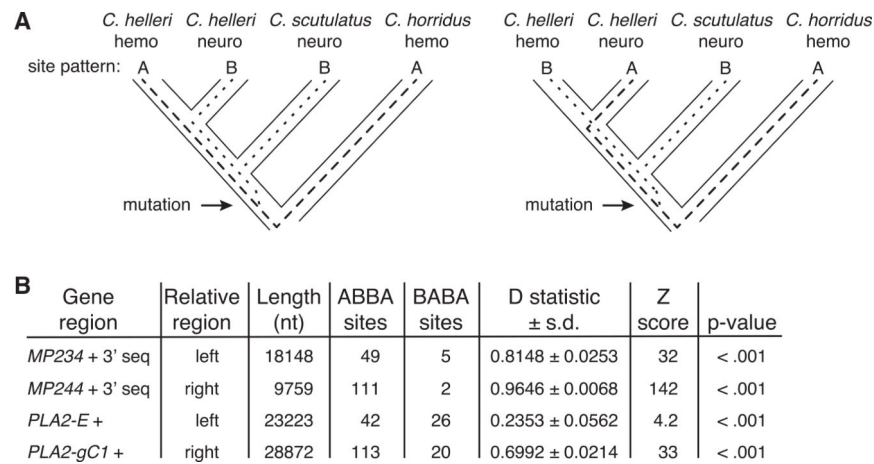 A
C. helleri C. helleri C. scutulatus C. horridus C. helleri C. helleri C. scutulatus C. horridus
hemo neuro neuro hemo hemo neuro neuro hemo
site pattern: A B B A B A B A
mutation mutation
B
Gene Relative Length ABBA BABA D statistic Z
region region (nt) sites sites ± s.d. score p-value
MP234 + 3' seq left 18148 49 5 0.8148 ± 0.0253 32 < .001
MP244 + 3' seq right 9759 111 2 0.9646 ± 0.0068 142 < .001
PLA2-E + left 23223 42 26 0.2353 ± 0.0562 4.2 < .001
PLA2-gC1 + right 28872 113 20 0.6992 ± 0.0214 33 < .001